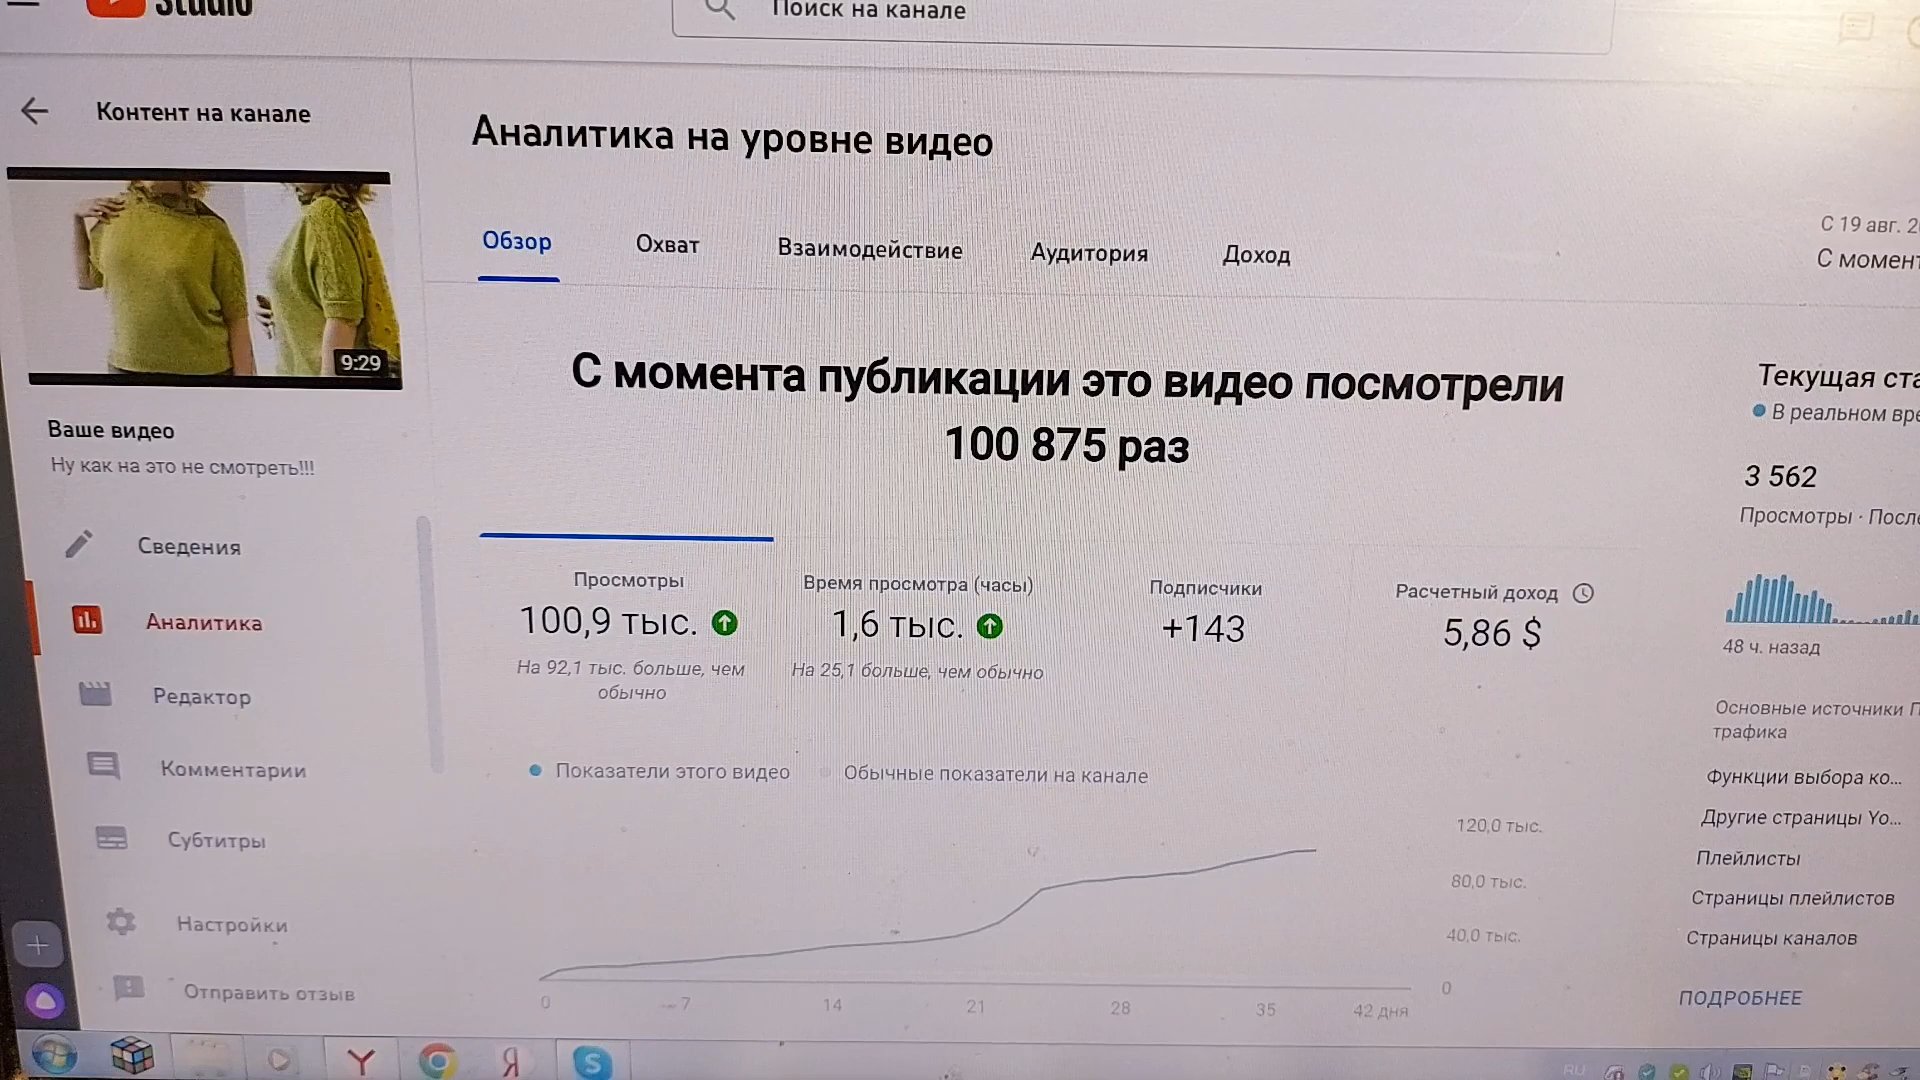 Studio
Поиск на канале
Контент на канале
9:29
Ваше видео
Ну как на это не смотреть!!!
Сведения
Аналитика
Редактор
Комментарии
Субтитры
Настройки
Отправить отзыв
Аналитика на уровне видео
Обзор
Охват
Взаимодействие
Аудитория
Доход
С 19 авг. 2
С момент
С момента публикации это видео посмотрели
100 875 раз
Просмотры
100,9 тыс.
На 92,1 тыс. больше, чем
обычно
Время просмотра (часы)
1,6 тыс.
На 25,1 больше, чем обычно
Подписчики
+143
Расчетный доход
5,86 $
Показатели этого видео
Обычные показатели на канале
120,0 тыс.
80,0 тыс.
40,0 тыс.
0
0
7
14
21
28
35
42 дня
Текущая ста
В реальном вре
3 562
Просмотры · После
48 ч. назад
Основные источники П
трафика
Функции выбора ко...
Другие страницы Yo...
Плейлисты
Страницы плейлистов
Страницы каналов
ПОДРОБНЕЕ
Y
Я
S
RU